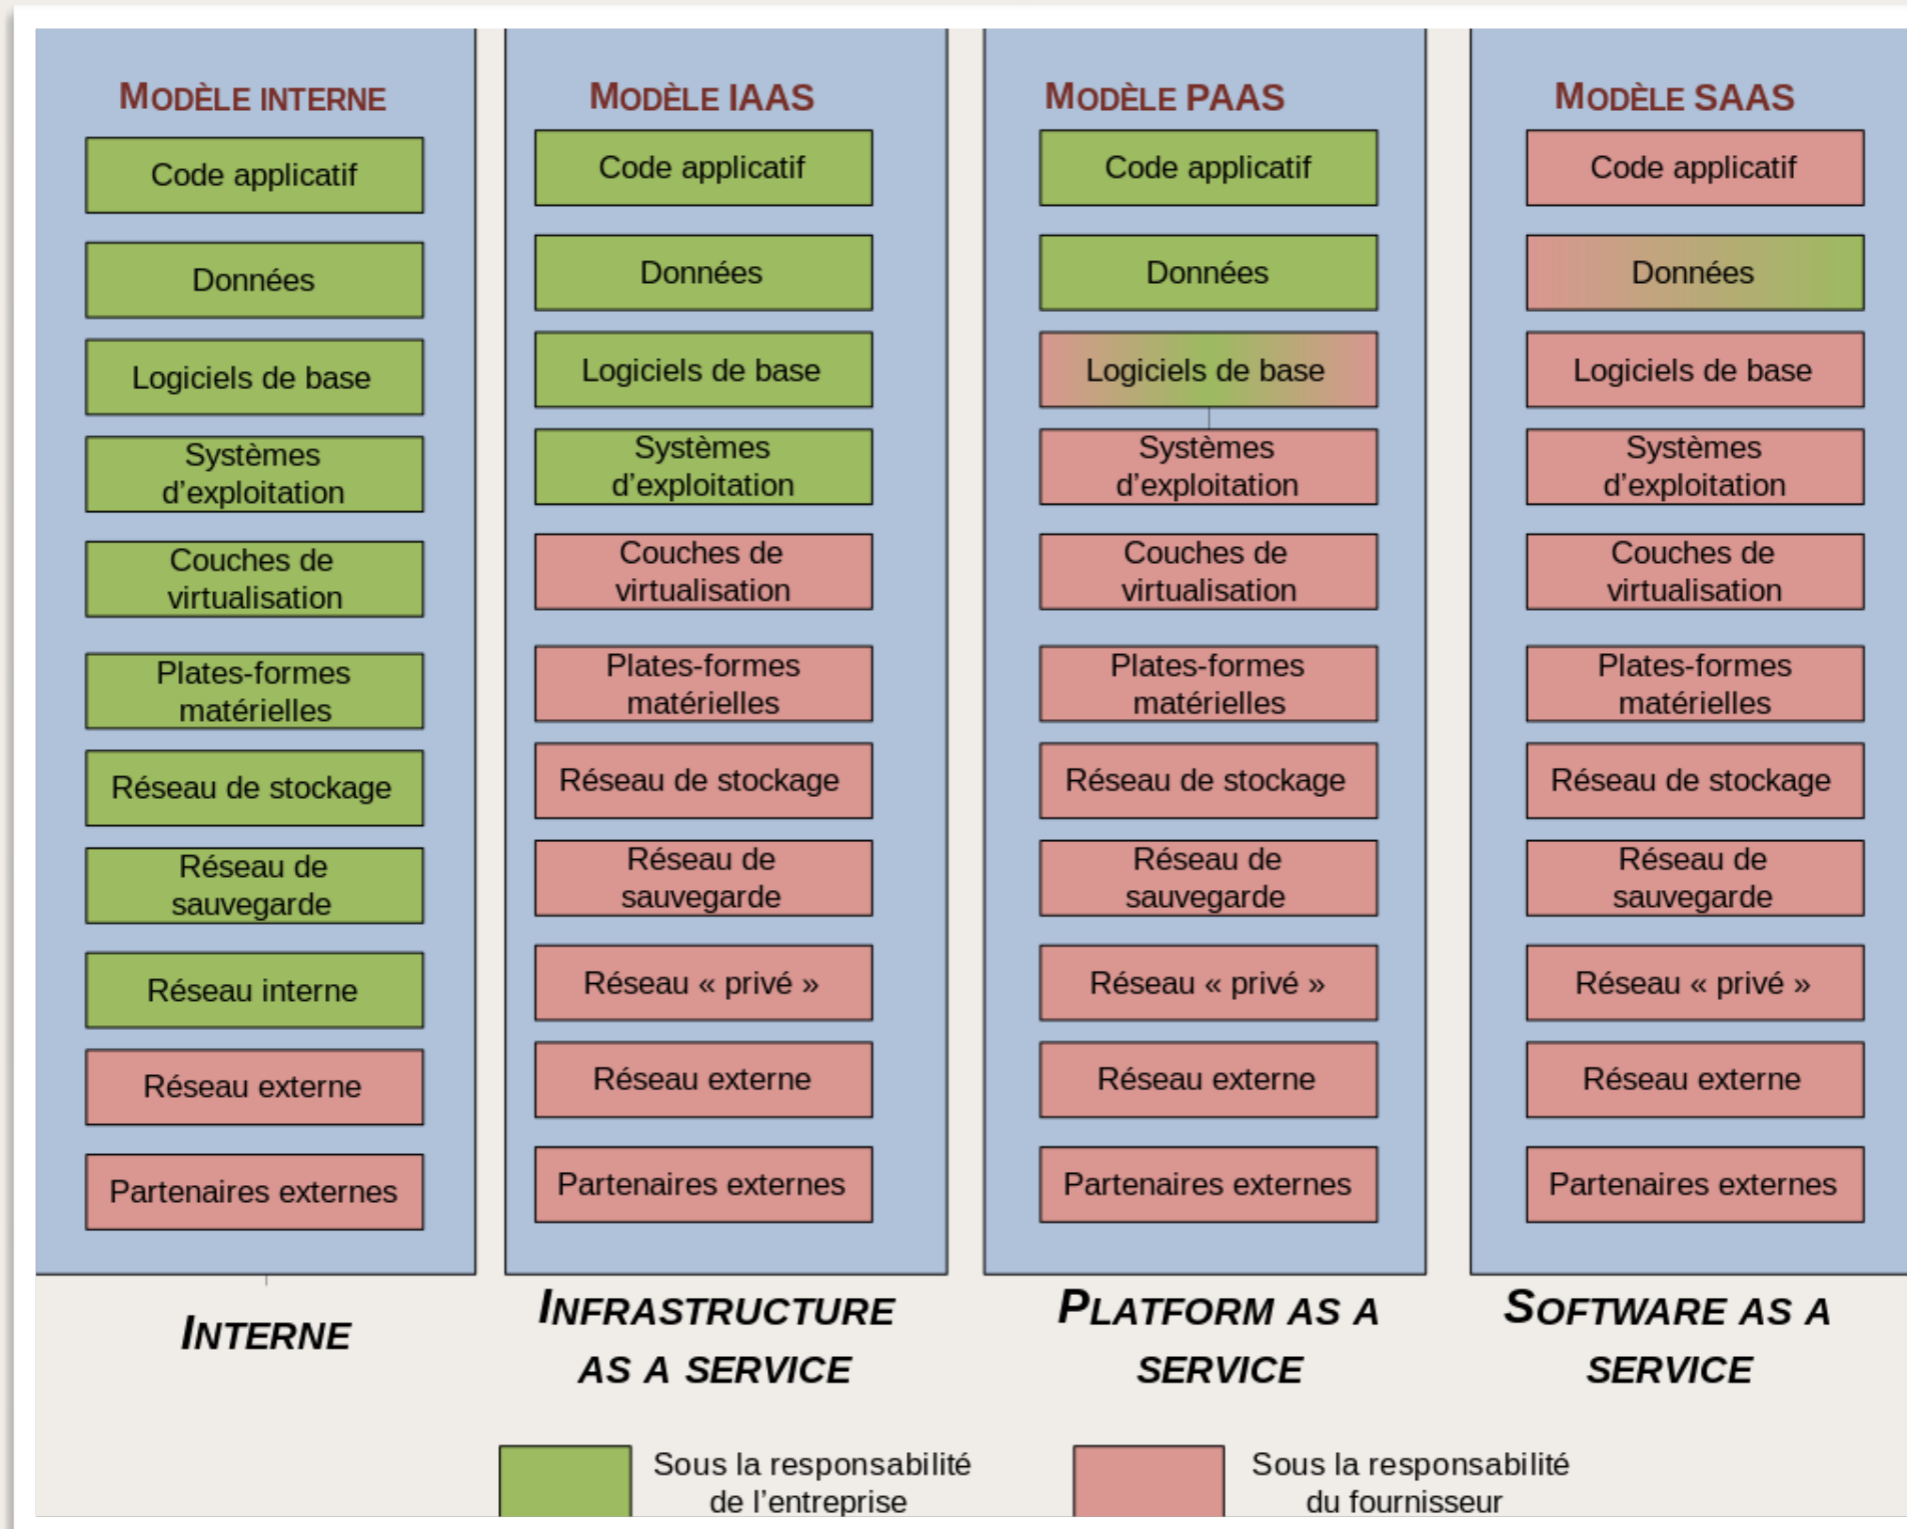 MODÈLE INTERNE
Code applicatif
Données
Logiciels de base
Systèmes
d’exploitation
Couches de
virtualisation
Plates-formes
matérielles
Réseau de stockage
Réseau de
sauvegarde
Réseau interne
Réseau externe
Partenaires externes
INTERNE
MODÈLE IAAS
Code applicatif
Données
Logiciels de base
Systèmes
d’exploitation
Couches de
virtualisation
Plates-formes
matérielles
Réseau de stockage
Réseau de
sauvegarde
Réseau « privé »
Réseau externe
Partenaires externes
INFRASTRUCTURE
AS A SERVICE
MODÈLE PAAS
Code applicatif
Données
Logiciels de base
Systèmes
d’exploitation
Couches de
virtualisation
Plates-formes
matérielles
Réseau de stockage
Réseau de
sauvegarde
Réseau « privé »
Réseau externe
Partenaires externes
PLATFORM AS A
SERVICE
MODÈLE SAAS
Code applicatif
Données
Logiciels de base
Systèmes
d’exploitation
Couches de
virtualisation
Plates-formes
matérielles
Réseau de stockage
Réseau de
sauvegarde
Réseau « privé »
Réseau externe
Partenaires externes
SOFTWARE AS A
SERVICE
Sous la responsabilité
de l’entreprise
Sous la responsabilité
du fournisseur